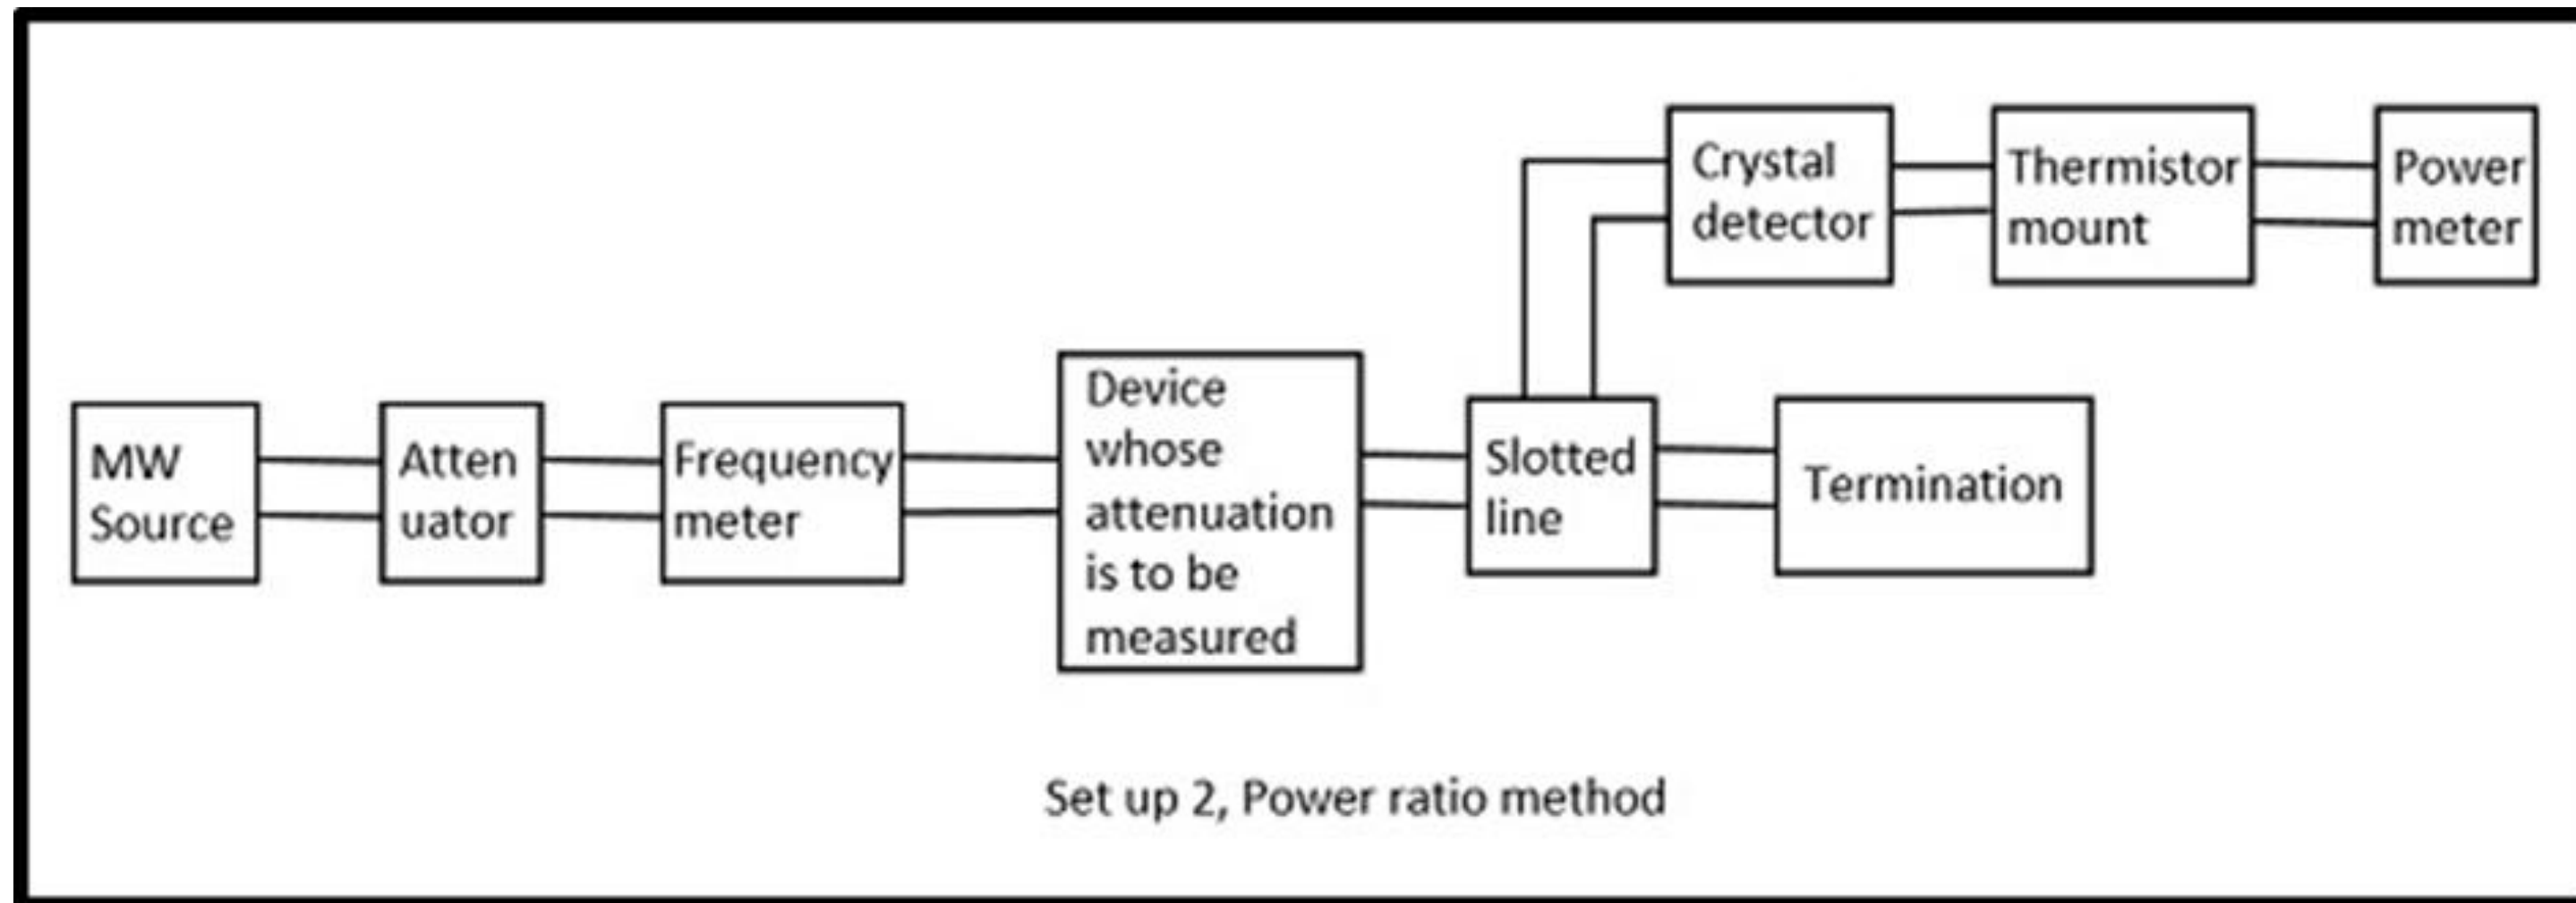 MW
Source
Atten
uator
Frequency
meter
Device
whose
attenuation
is to be
measured
Slotted
line
Termination
Crystal
detector
Thermistor
mount
Power
meter
Set up 2, Power ratio method